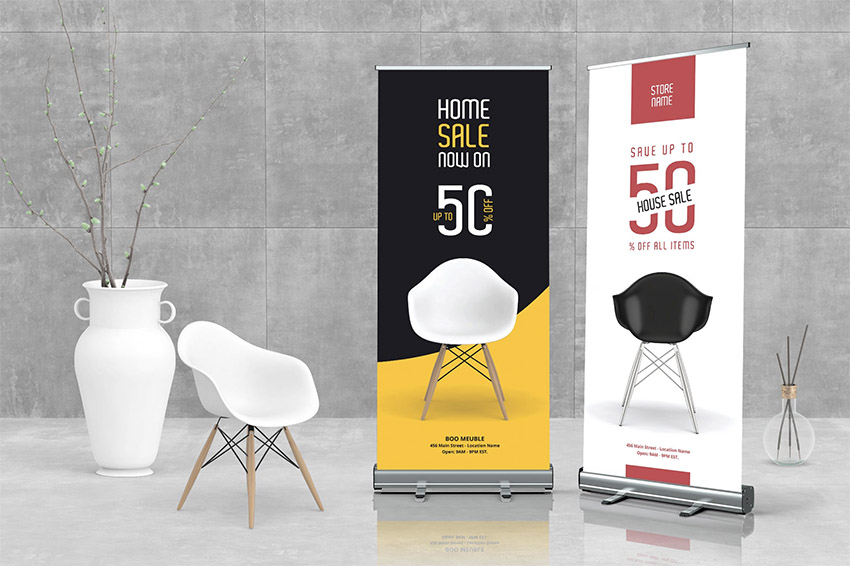 HOME
SALE
NOW ON
UP TO 50 % OFF
BOO MEUBLE
456 Main Street - Location Name
Open: 9AM - 9PM EST.
STORE
NAME
SAVE UP TO
50
HOUSE SALE
% OFF ALL ITEMS
456 Main Street - Location Name
Open: 9AM - 9PM EST.
BOO MEUBLE